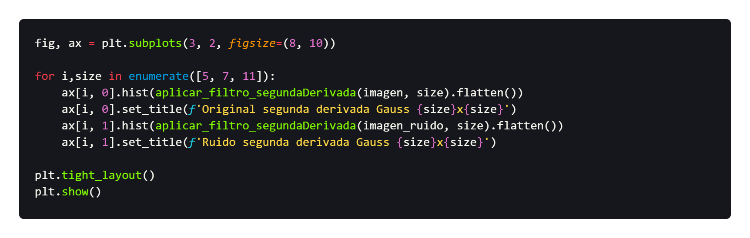 fig, ax = plt.subplots(3, 2, figsize=(8, 10))
for i,size in enumerate([5, 7, 11]):
    ax[i, 0].hist(aplicar_filtro_segundaDerivada(imagen, size).flatten())
    ax[i, 0].set_title(f'Original segunda derivada Gauss {size}x{size}')
    ax[i, 1].hist(aplicar_filtro_segundaDerivada(imagen_ruido, size).flatten())
    ax[i, 1].set_title(f'Ruido segunda derivada Gauss {size}x{size}')
plt.tight_layout()
plt.show()